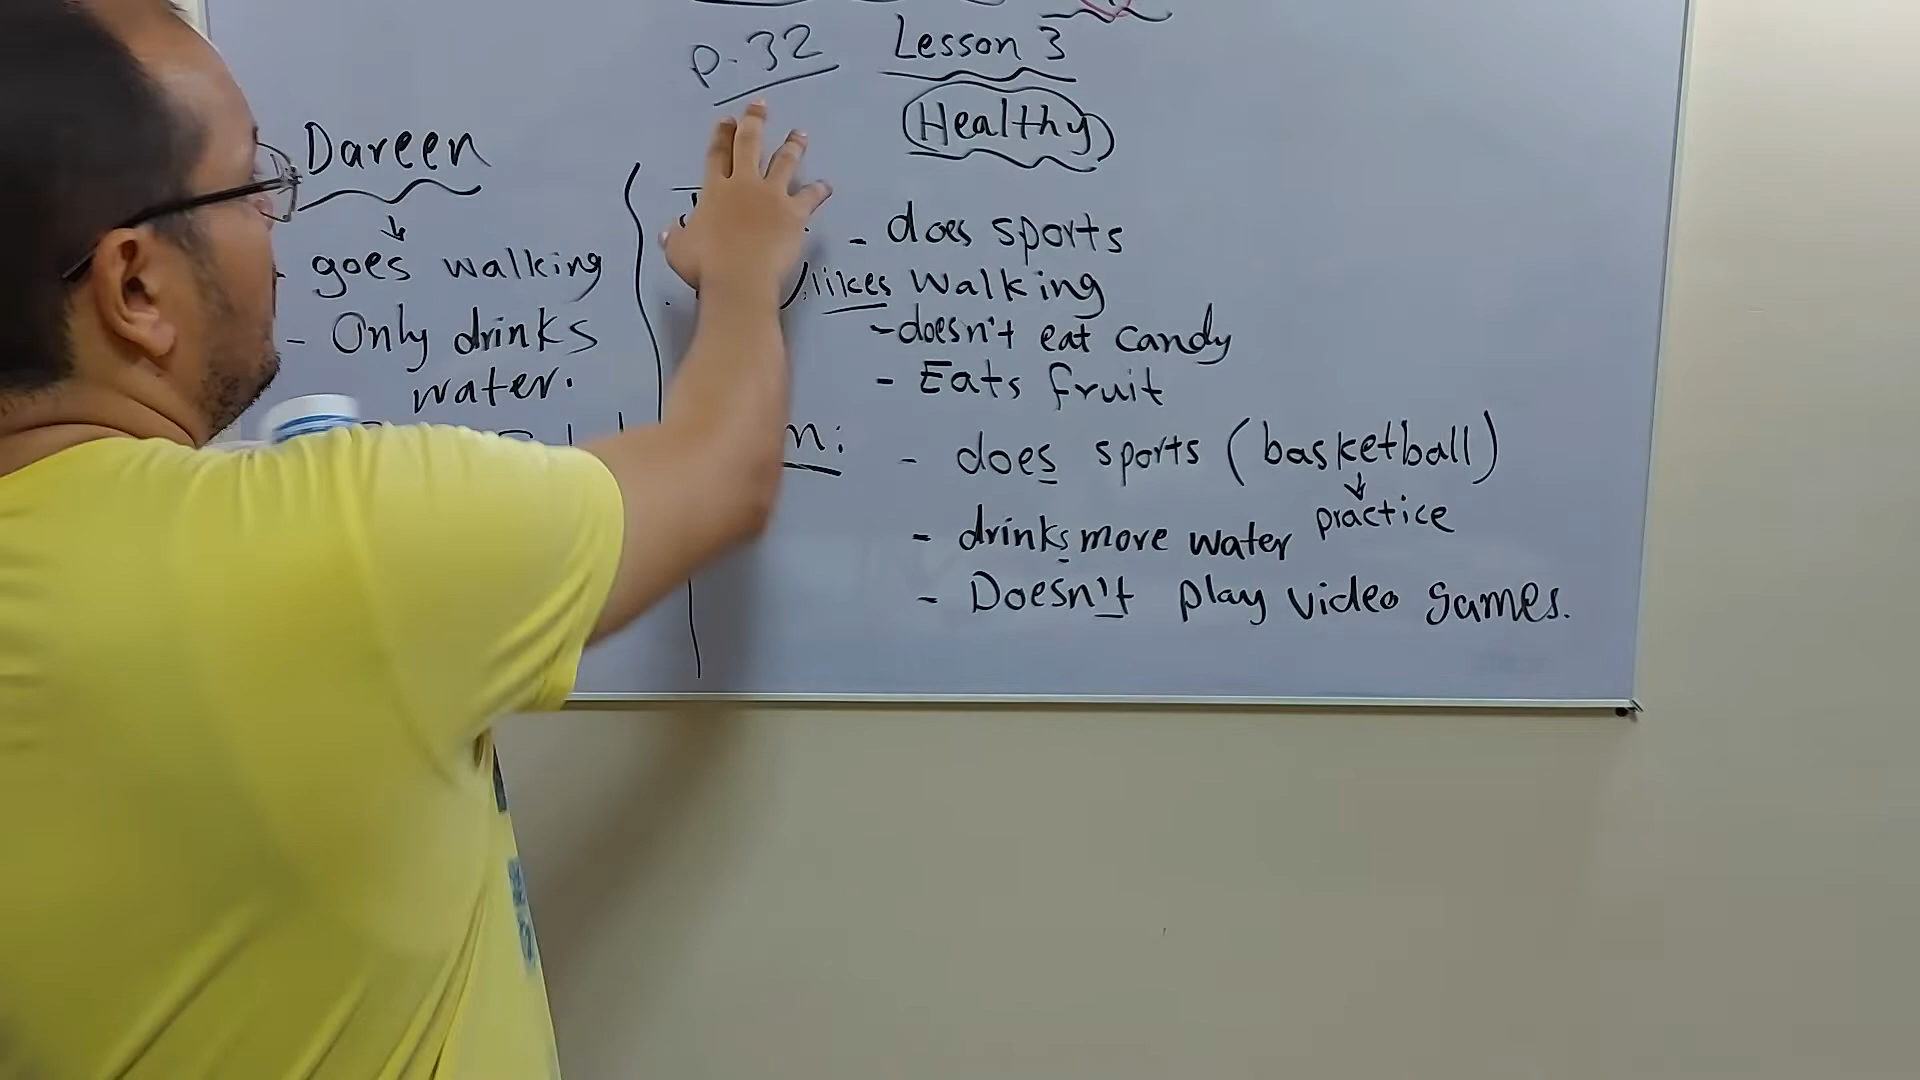 p. 32 Lesson 3
Healthy
Dareen
- goes walking
- Only drinks
water.
- does sports
likes walking
- doesn't eat candy
- Eats fruit
- does sports (basketball)
practice
- drinks more water
- Doesn't play video games.